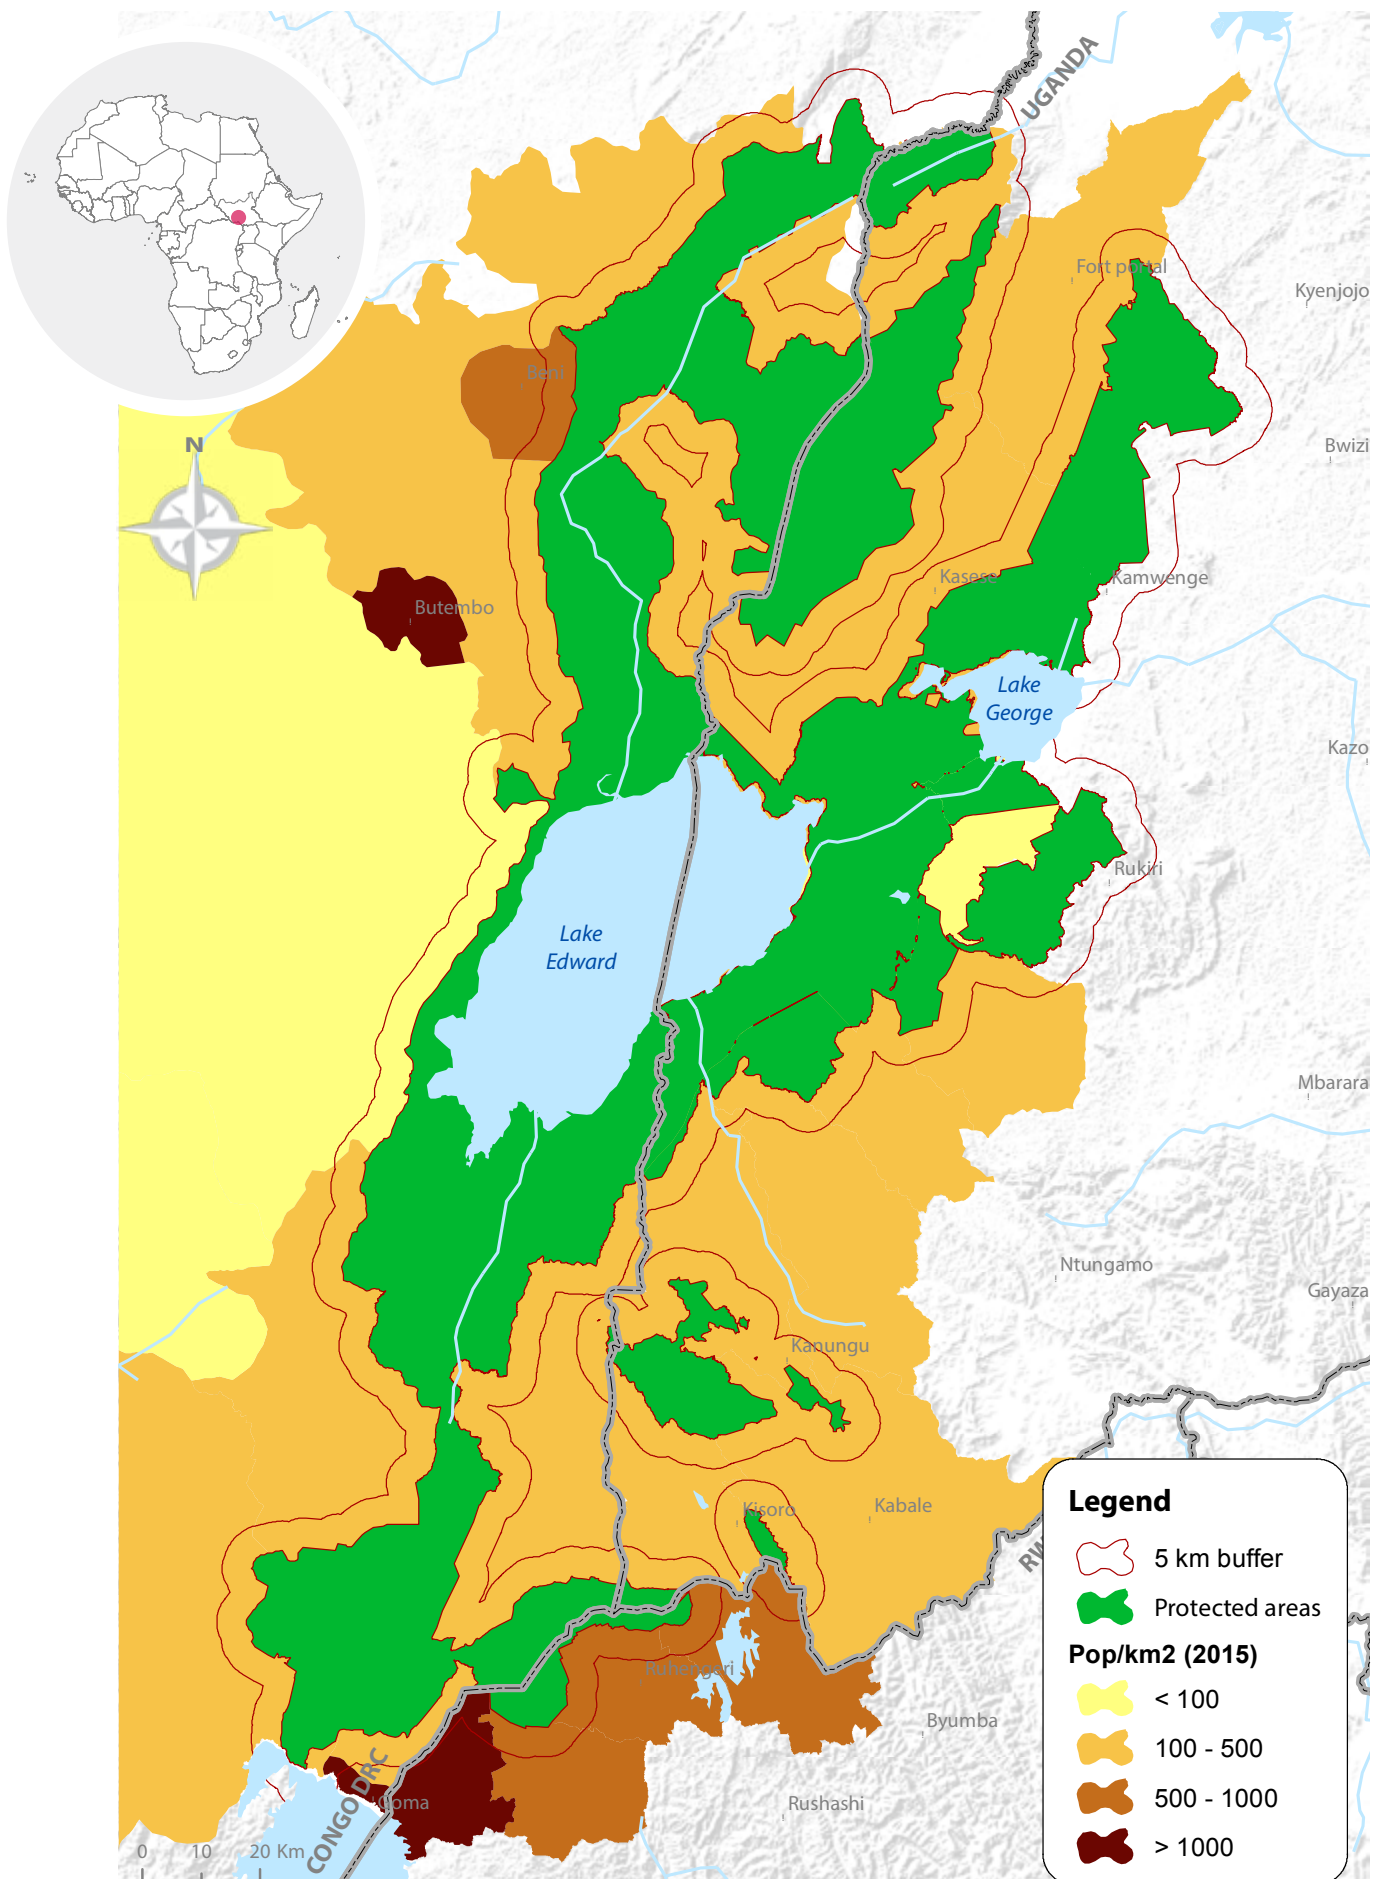 UGANDA
Fort portal
Kyenjojo
Beni
N
Bwizi
Kasese
Kamwenge
Butembo
Lake
George
Kazo
Rukiri
Lake
Edward
Mbarara
Ntungamo
Gayaza
Kanungu
Legend
5 km buffer
Protected areas
Pop/km2 (2015)
< 100
100 - 500
500 - 1000
> 1000
Kisoro
Kabale
RW
Ruhengeri
Byumba
CONGO DRC
Goma
Rushashi
0 10 20 Km